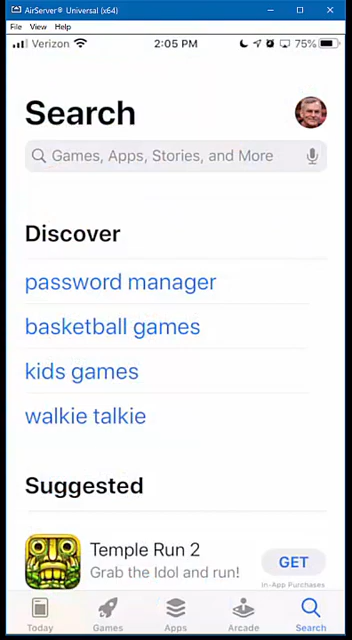 AirServer® Universal (x64)
File View Help
Verizon 2:05 PM 75%
Search
Games, Apps, Stories, and More
Discover
password manager
basketball games
kids games
walkie talkie
Suggested
Temple Run 2
Grab the Idol and run!
GET
In-App Purchases
Today Games Apps Arcade Search